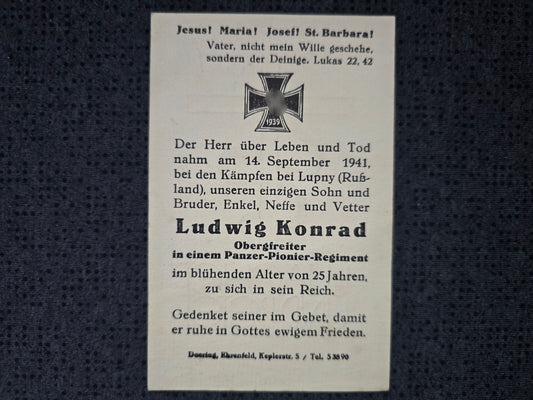 Jesus! Maria! Josef! St. Barbara!
Vater, nicht mein Wille geschehe,
sondern der Deinige. Lukas 22, 42
1939
Der Herr über Leben und Tod
nahm am 14. September 1941,
bei den Kämpfen bei Lupny (Ruß-
land), unseren einzigen Sohn und
Bruder, Enkel, Neffe und Vetter
Ludwig Konrad
Obergfreiter
in einem Panzer-Pionier-Regiment
im blühenden Alter von 25 Jahren,
zu sich in sein Reich.
Gedenket seiner im Gebet, damit
er ruhe in Gottes ewigem Frieden.
Doering, Ehrenfeld, Keplerstr. 5 / Tel. 53890